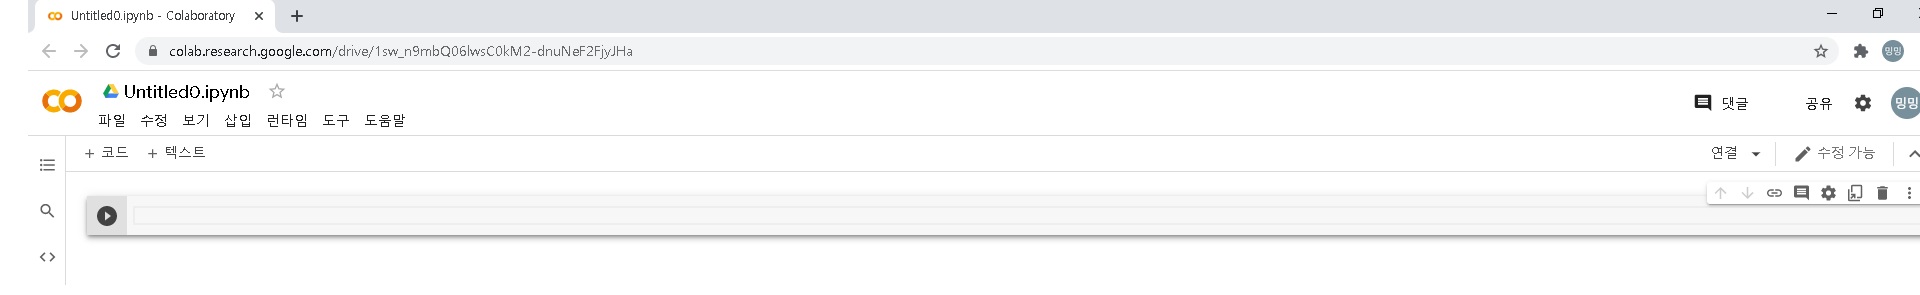 Untitled0.ipynb - Colaboratory
colab.research.google.com/drive/1sw_n9mbQ06lwsC0kM2-dnuNeF2FjyJHa
밍밍
Untitled0.ipynb
댓글 공유 밍밍
파일 수정 보기 삽입 런타임 도구 도움말
+ 코드 + 텍스트 연결 수정 가능